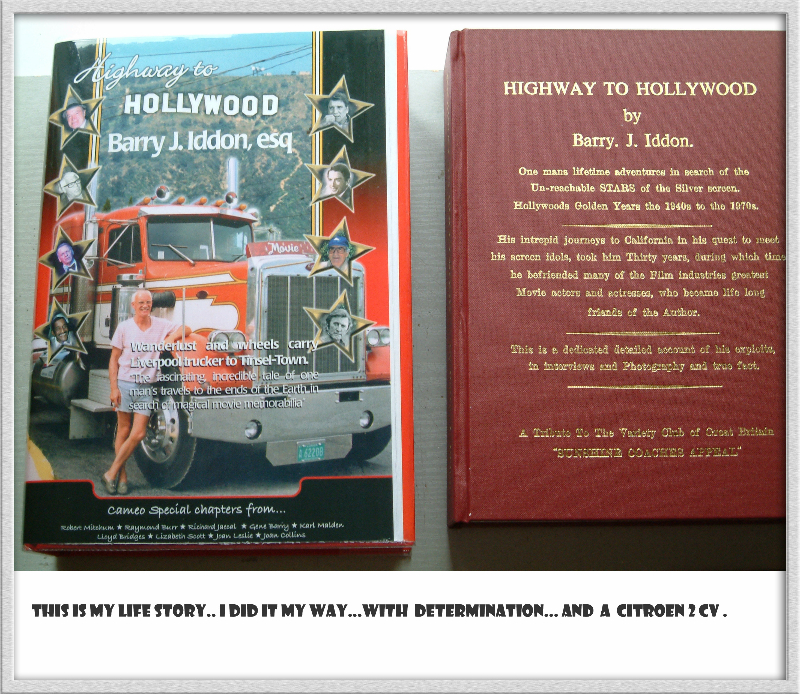 Highway to
HOLLYWOOD
Barry J. Iddon, esq
Movie
Wanderlust and wheels carry
Liverpool trucker to Tinsel-Town.
"The fascinating, incredible tale of one
man's travels to the ends of the Earth in
search of magical movie memorabilia"
Cameo Special chapters from...
Robert Mitchum ★ Raymond Burr ★ Richard Jaecal ★ Gene Barry ★ Karl Malden
Lloyd Bridges ★ Lizabeth Scott ★ Joan Leslie ★ Joan Collins
HIGHWAY TO HOLLYWOOD
by
Barry. J. Iddon.
One mans lifetime adventures in search of the
Un-reachable STARS of the Silver screen.
Hollywoods Golden Years the 1940s to the 1970s.
His intrepid journeys to California in his quest to meet
his screen idols, took him Thirty years, during which time
he befriended many of the Film industries greatest
Movie actors and actresses, who became life long
friends of the Author.
This is a dedicated detailed account of his exploits,
in interviews and Photography and true fact.
A Tribute To The Variety Club of Great Britain
"SUNSHINE COACHES APPEAL"
THIS IS MY LIFE STORY.. I DID IT MY WAY...WITH DETERMINATION... AND A CITROEN 2 CV .